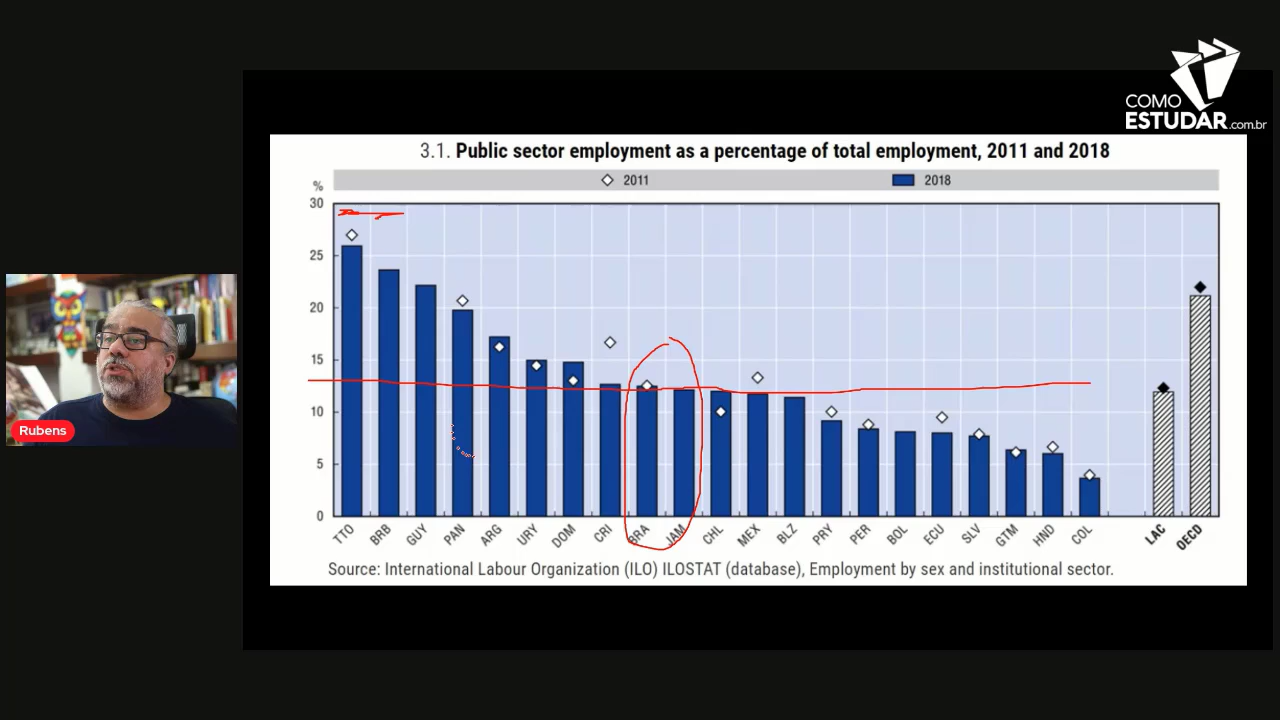 COMO
ESTUDAR.com.br
3.1. Public sector employment as a percentage of total employment, 2011 and 2018
2011 2018
%
30
25
20
15
10
5
0
TTO BRB GUY PAN ARG URY DOM CRI BRA JAM CHL MEX BLZ PRY PER BOL ECU SLV GTM HND COL LAC OECD
Source: International Labour Organization (ILO) ILOSTAT (database), Employment by sex and institutional sector.
Rubens